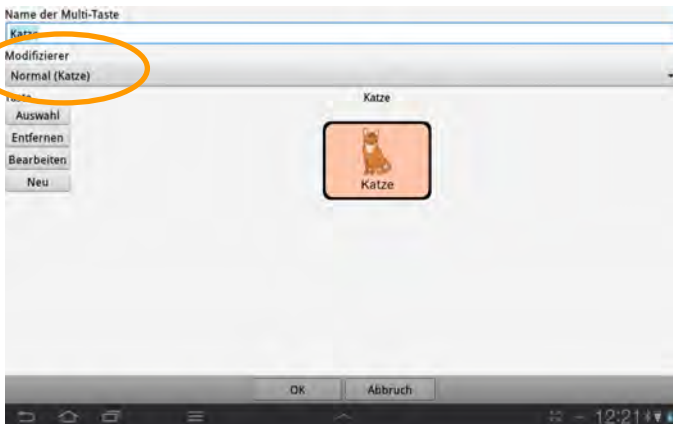 Name der Multi-Taste
Katze
Modifizierer
Normal (Katze)
Taste
Auswahl
Entfernen
Bearbeiten
Neu
Katze
Katze
OK
Abbruch
12:21